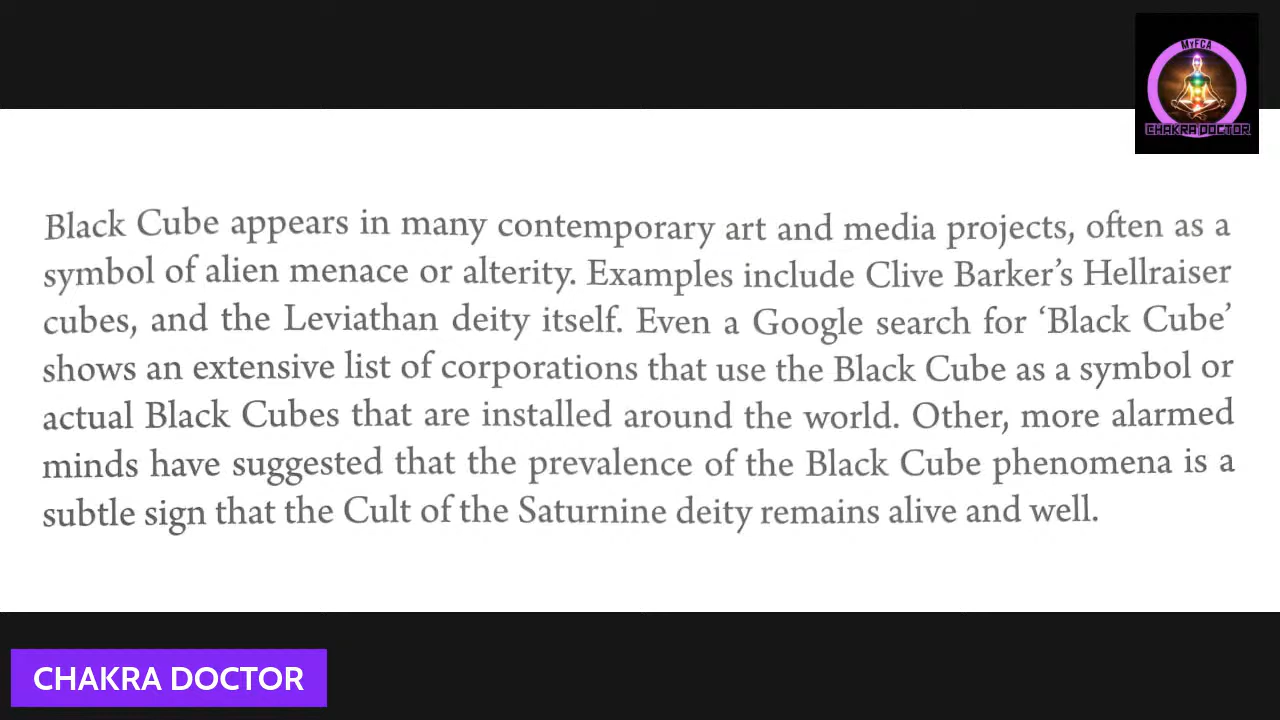 MYFCA
CHAKRA DOCTOR
Black Cube appears in many contemporary art and media projects, often as a
symbol of alien menace or alterity. Examples include Clive Barker’s Hellraiser
cubes, and the Leviathan deity itself. Even a Google search for ‘Black Cube’
shows an extensive list of corporations that use the Black Cube as a symbol or
actual Black Cubes that are installed around the world. Other, more alarmed
minds have suggested that the prevalence of the Black Cube phenomena is a
subtle sign that the Cult of the Saturnine deity remains alive and well.
CHAKRA DOCTOR